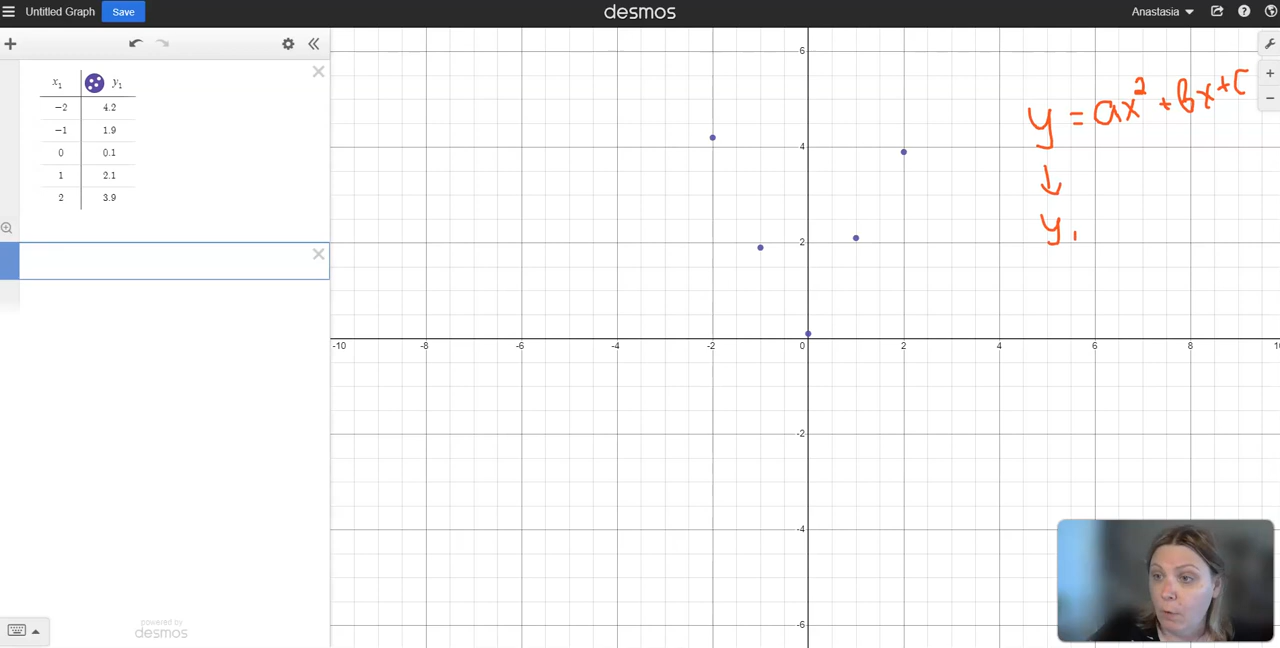 Untitled Graph Save desmos Anastasia
x₁ y₁
−2 4.2
−1 1.9
0 0.1
1 2.1
2 3.9
y = ax² + bx + c
↓
y₁
6
4
2
-10 -8 -6 -4 -2 0 2 4 6 8 10
-2
-4
-6
powered by
desmos